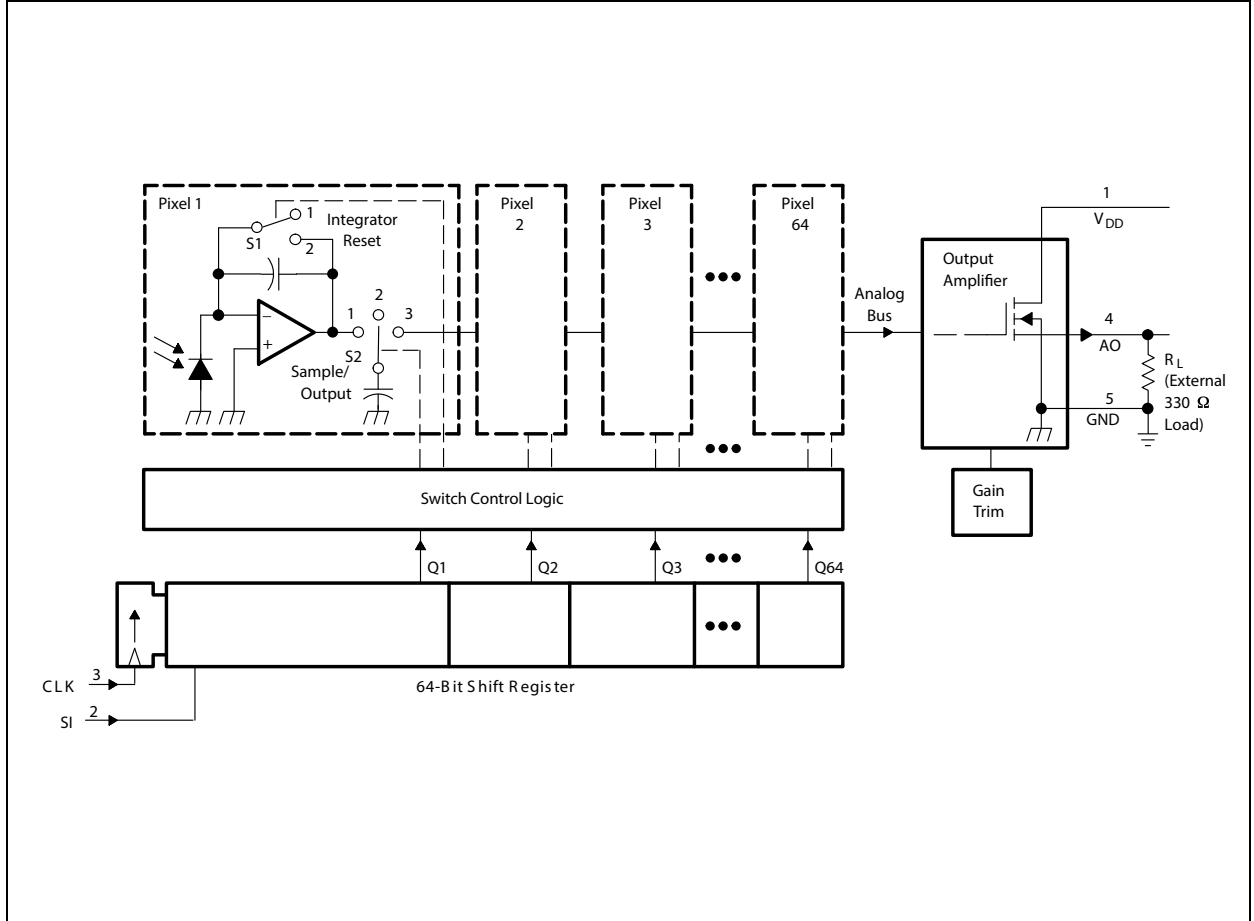 Pixel 1
1
Integrator
Reset
S1
2
−
+
1
2
3
S2
Sample/
Output
Pixel
2
Pixel
3
Pixel
64
Analog
Bus
Output
Amplifier
1
VDD
4
AO
5
GND
RL
(External
330 Ω
Load)
Gain
Trim
Switch Control Logic
Q1
Q2
Q3
Q64
CLK
3
SI
2
64-Bit Shift Register